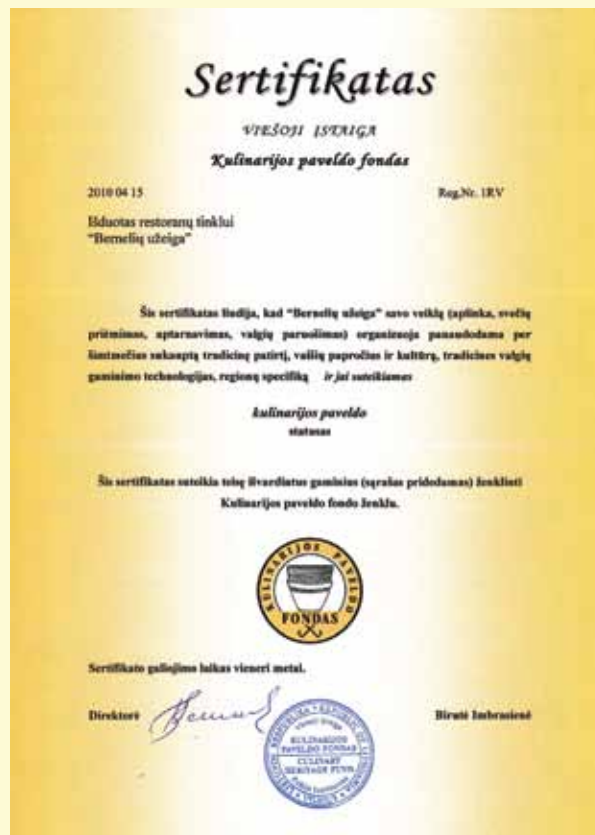 Sertifikatas
VIEŠOJI ĮSTAIGA
Kulinarijos paveldo fondas
2010 04 15 Reg.Nr. 1RV
Išduotas restoranų tinklui
"Bernelių užeiga"
Šis sertifikatas liudija, kad "Bernelių užeiga" savo veiklą (aplinka, svečių
priėmimas, aptarnavimas, valgių paruošimas) organizuoja panaudodama per
šimtmečius sukauptą tradicinę patirtį, vaišių papročius ir kultūrą, tradicines valgių
gaminimo technologijas, regionų specifiką ir jai suteikiamas
kulinarijos paveldo
statusas
Šis sertifikatas suteikia teisę išvardintus gaminius (sąrašas pridedamas) ženklinti
Kulinarijos paveldo fondo ženklu.
KULINARIJOS PAVELDO
FONDAS
Sertifikato galiojimo laikas vieneri metai.
Direktorė Birutė Imbrasienė
KULINARIJOS
PAVELDO FONDAS
CULINARY
HERITAGE FUND